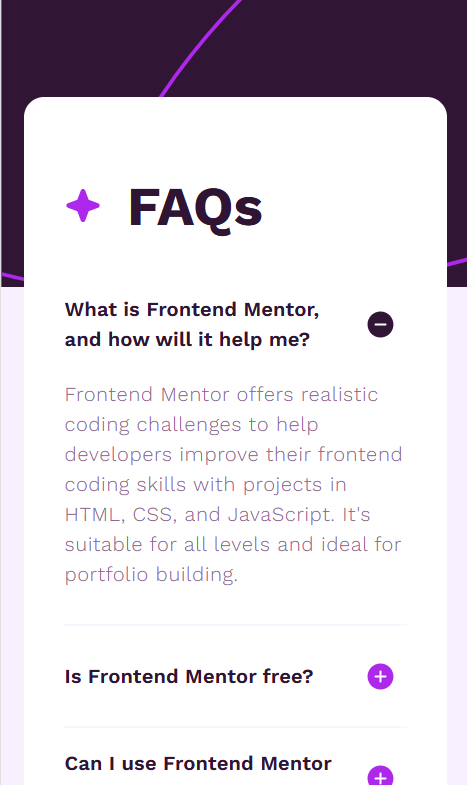 FAQs
What is Frontend Mentor,
and how will it help me?
Frontend Mentor offers realistic
coding challenges to help
developers improve their frontend
coding skills with projects in
HTML, CSS, and JavaScript. It's
suitable for all levels and ideal for
portfolio building.
Is Frontend Mentor free?
Can I use Frontend Mentor